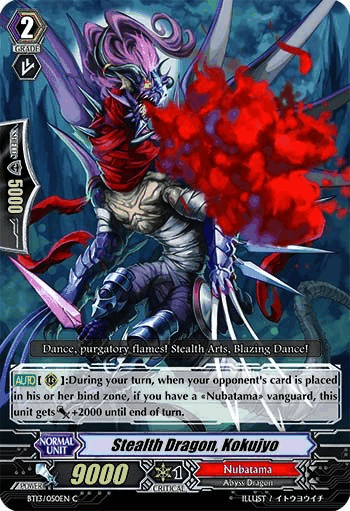 2
GRADE
SHIELD
5000
Dance, purgatory flames! Stealth Arts, Blazing Dance!
AUTO [ ] 1:During your turn, when your opponent's card is placed
in his or her bind zone, if you have a «Nubatama» vanguard, this
unit gets +2000 until end of turn.
NORMAL
UNIT
Stealth Dragon, Kokujyo
POWER
9000
1
CRITICAL
Nubatama
Abyss Dragon
BT13/050EN C
ILLUST / イトウヨウイチ